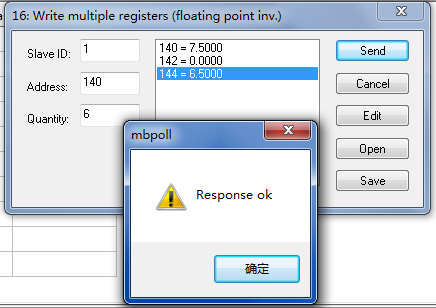 16: Write multiple registers (floating point inv.)
Slave ID: 1
Address: 140
Quantity: 6
140 = 7.5000
142 = 0.0000
144 = 6.5000
Send
Cancel
Edit
Open
Save
mbpoll
Response ok
确定